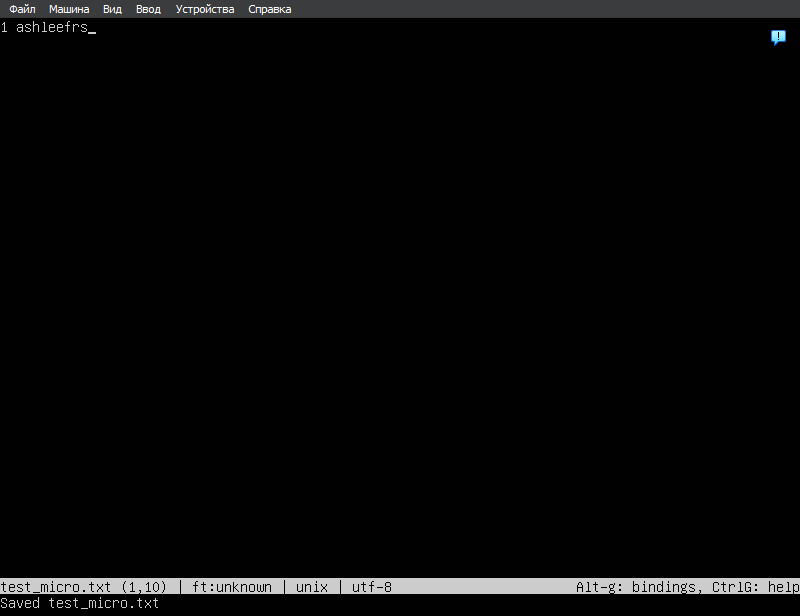 Файл Машина Вид Ввод Устройства Справка
1 ashleefrs_
test_micro.txt (1,10) | ft:unknown | unix | utf-8 Alt-g: bindings, CtrlG: help
Saved test_micro.txt